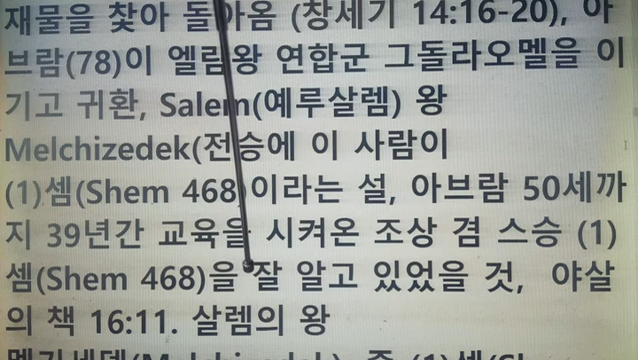 재물을 찾아 돌아옴 (창세기 14:16-20), 아
브람(78)이 엘림왕 연합군 그돌라오멜을 이
기고 귀환, Salem(예루살렘) 왕
Melchizedek(전승에 이 사람이
(1)셈(Shem 468)이라는 설, 아브람 50세까
지 39년간 교육을 시켜온 조상 겸 스승 (1)
셈(Shem 468)을 잘 알고 있었을 것, 야살
의 책 16:11. 살렘의 왕